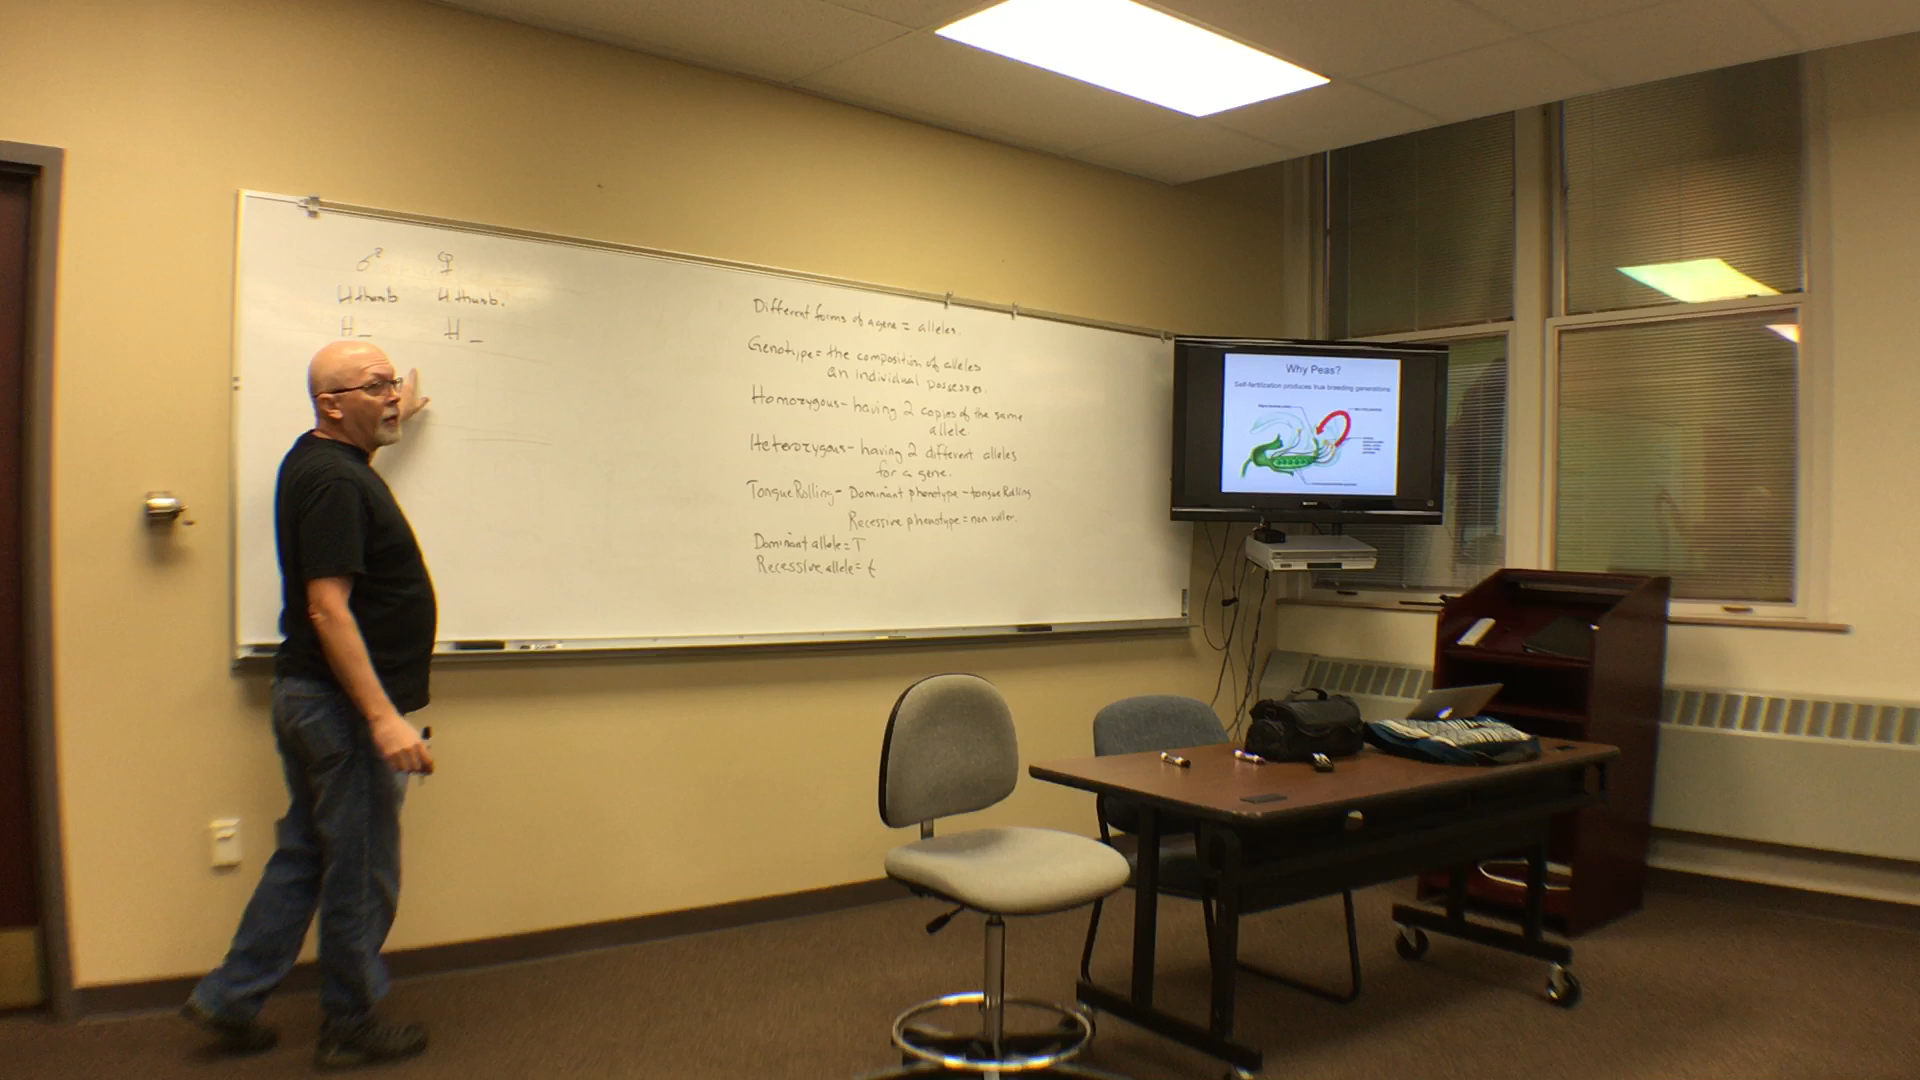 ♂ ♀
H thumb H thumb.
H _ H _
Different forms of a gene = alleles.
Genotype = the composition of alleles
an individual possesses.
Homozygous - having 2 copies of the same
allele.
Heterozygous - having 2 different alleles
for a gene.
Tongue Rolling - Dominant phenotype - tongue Rolling
Recessive phenotype = non roller.
Dominant allele = T
Recessive allele = t
Why Peas?
Self-fertilization produces true breeding generations